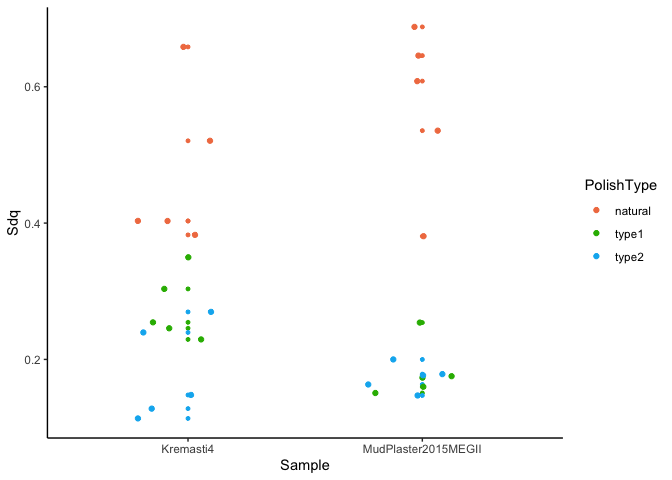 Sdq
0.6
0.4
0.2
Kremasti4
MudPlaster2015MEGII
Sample
PolishType
natural
type1
type2